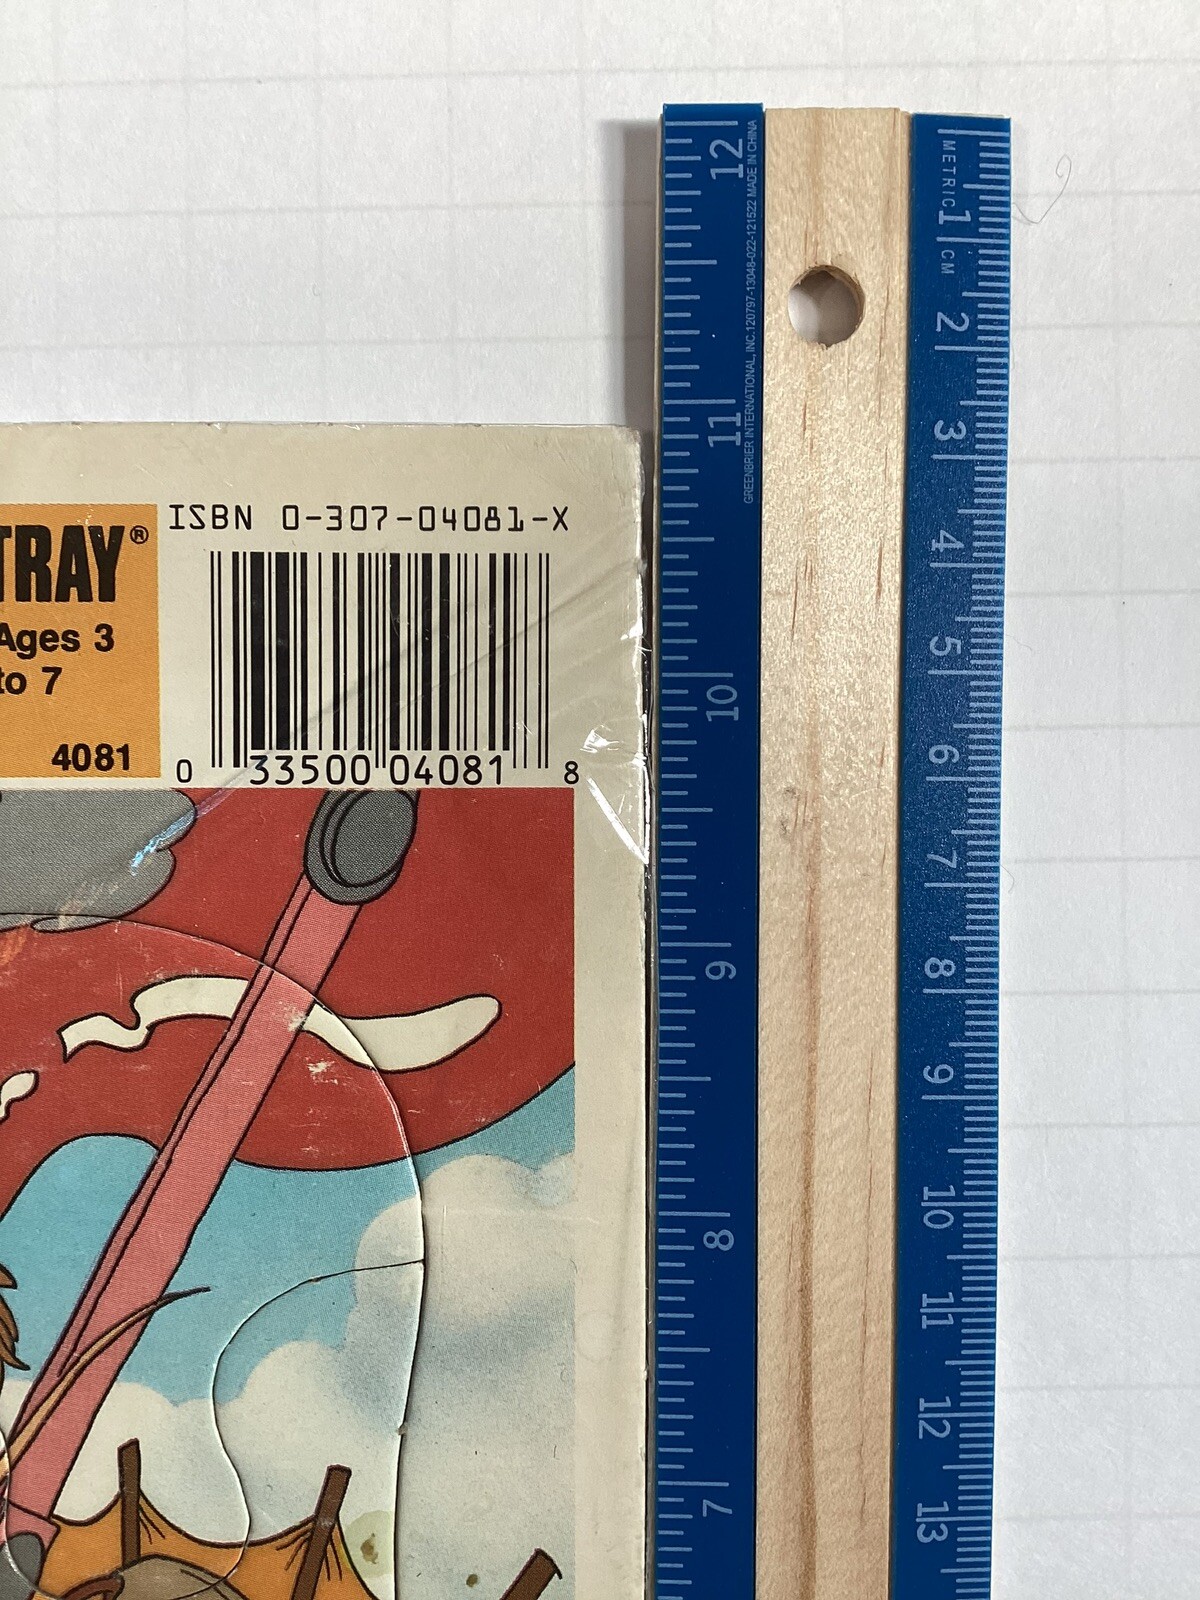 ISBN 0-307-04081-X
TRAY®
Ages 3
to 7
4081
0 33500 04081 8
12
11
10
9
8
7
GREENBRIER INTERNATIONAL, INC.120797-13048-022-121522 MADE IN CHINA
METRIC
1
CM
2
3
4
5
6
7
8
9
10
11
12
13